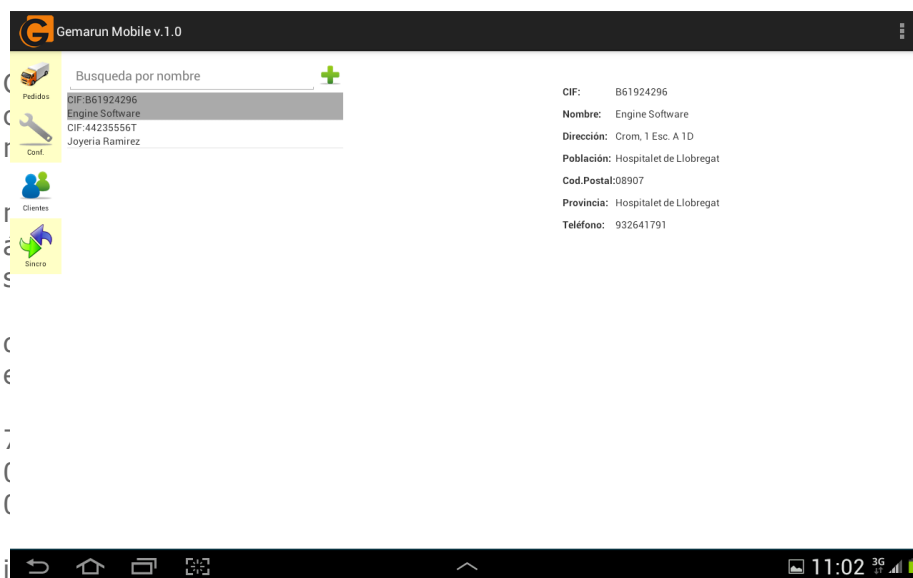 Gemarun Mobile v.1.0
Pedidos
Conf.
Clientes
Sincro
Busqueda por nombre
CIF:B61924296
Engine Software
CIF:44235556T
Joyeria Ramirez
CIF: B61924296
Nombre: Engine Software
Dirección: Crom, 1 Esc. A 1D
Población: Hospitalet de Llobregat
Cod.Postal:08907
Provincia: Hospitalet de Llobregat
Teléfono: 932641791
11:02 3G